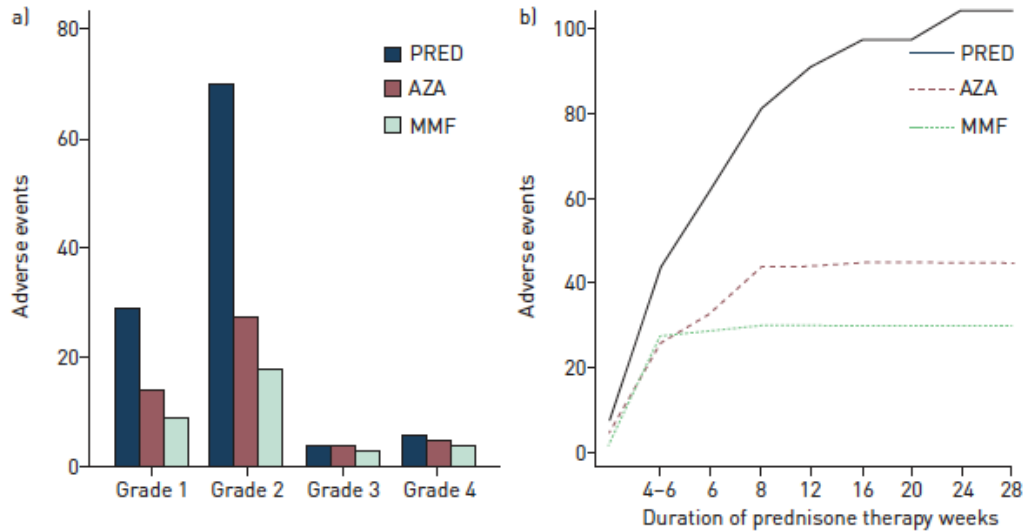 a)
80
60
40
20
0
Adverse events
PRED
AZA
MMF
Grade 1 Grade 2 Grade 3 Grade 4
b)
100
80
60
40
20
0
Adverse events
PRED
AZA
MMF
4–6 6 8 12 16 20 24 28
Duration of prednisone therapy weeks